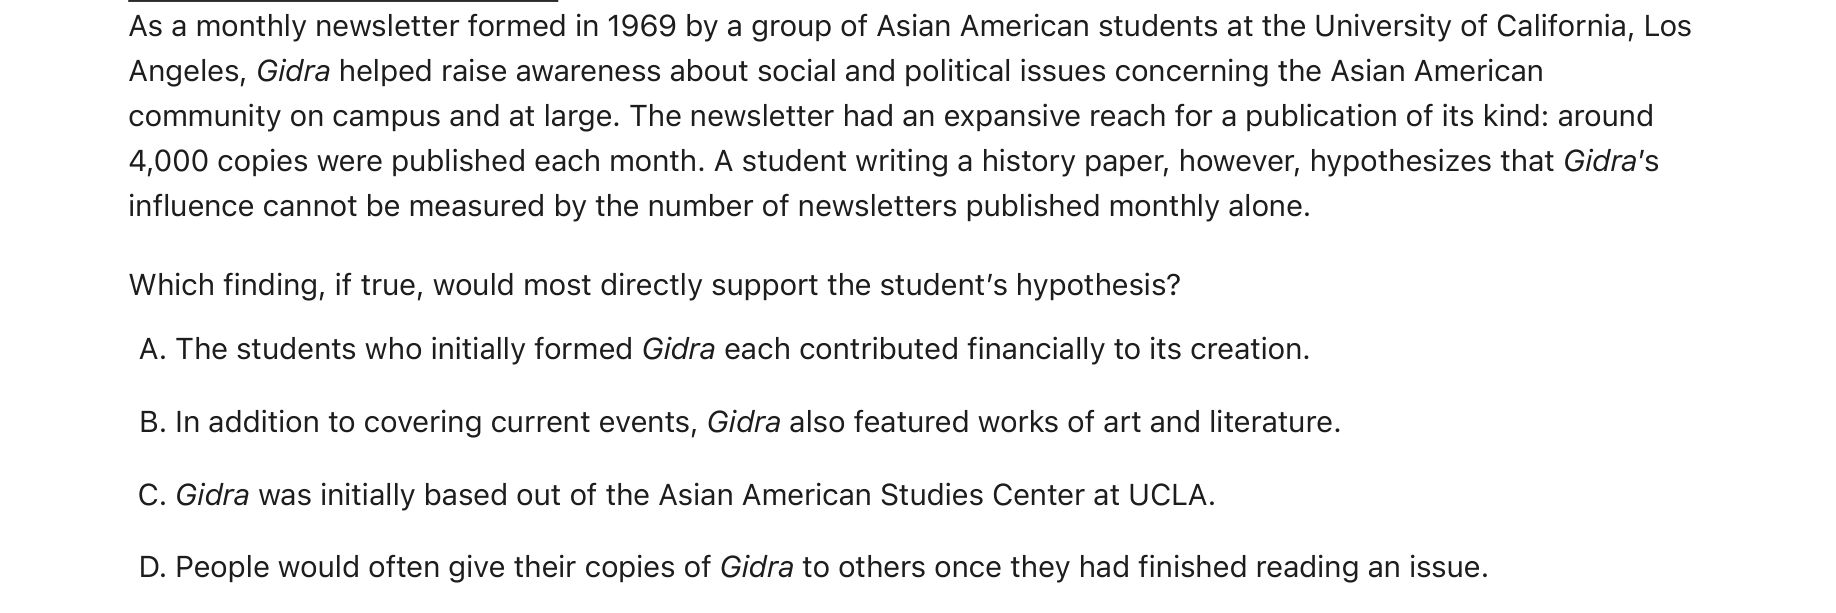 As a monthly newsletter formed in 1969 by a group of Asian American students at the University of California, Los
Angeles, Gidra helped raise awareness about social and political issues concerning the Asian American
community on campus and at large. The newsletter had an expansive reach for a publication of its kind: around
4,000 copies were published each month. A student writing a history paper, however, hypothesizes that Gidra's
influence cannot be measured by the number of newsletters published monthly alone.
Which finding, if true, would most directly support the student's hypothesis?
A. The students who initially formed Gidra each contributed financially to its creation.
B. In addition to covering current events, Gidra also featured works of art and literature.
C. Gidra was initially based out of the Asian American Studies Center at UCLA.
D. People would often give their copies of Gidra to others once they had finished reading an issue.